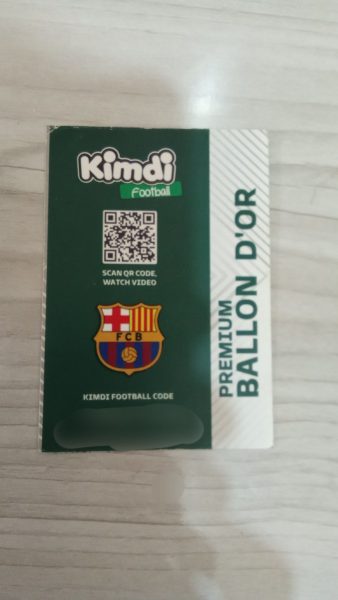 Kimdi
Football
SCAN QR CODE,
WATCH VIDEO
FCB
KIMDI FOOTBALL CODE
PREMIUM
BALLON D'OR